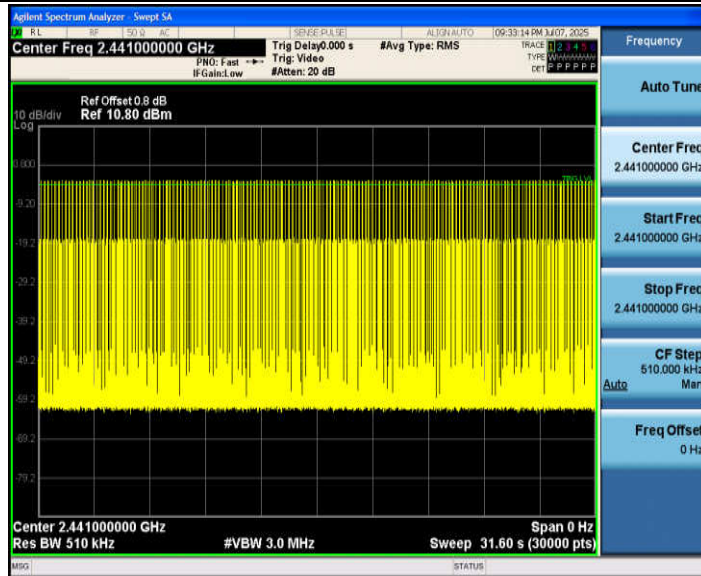 Agilent Spectrum Analyzer - Swept SA
RL RF 50 Ω AC SENSE:PULSE ALIGN AUTO 09:33:14 PM Jul 07, 2025
Center Freq 2.441000000 GHz
PNO: Fast
IFGain:Low
Trig Delay0.000 s
Trig: Video
#Atten: 20 dB
#Avg Type: RMS
TRACE 1 2 3 4 5 6
TYPE
DET P P P P P P
Ref Offset 0.8 dB
10 dB/div Ref 10.80 dBm
Log
-9.20
-19.2
-29.2
-39.2
-49.2
-59.2
-69.2
-79.2
Center 2.441000000 GHz Span 0 Hz
Res BW 510 kHz #VBW 3.0 MHz Sweep 31.60 s (30000 pts)
MSG STATUS
Frequency
Auto Tune
Center Freq
2.441000000 GHz
Start Freq
2.441000000 GHz
Stop Freq
2.441000000 GHz
CF Step
510.000 kHz
Auto Man
Freq Offset
0 Hz